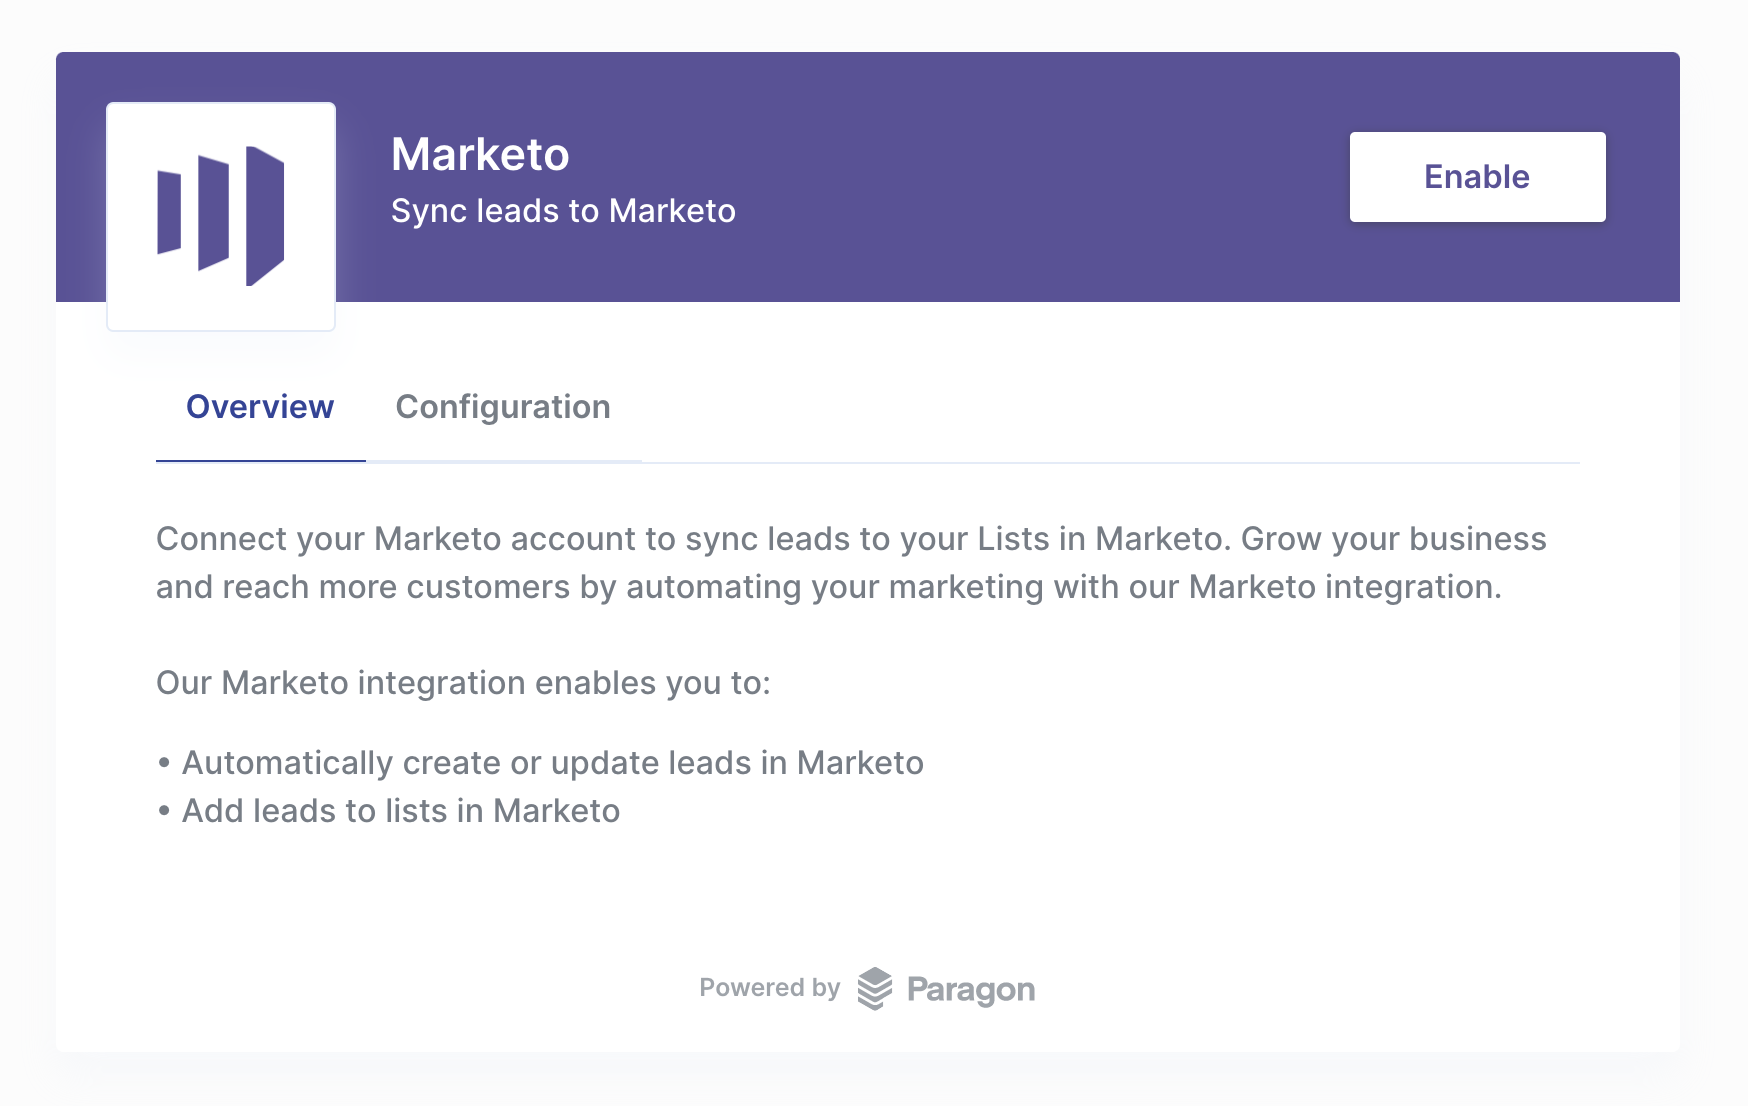 Marketo
Sync leads to Marketo
Enable
Overview
Configuration
Connect your Marketo account to sync leads to your Lists in Marketo. Grow your business
and reach more customers by automating your marketing with our Marketo integration.
Our Marketo integration enables you to:
• Automatically create or update leads in Marketo
• Add leads to lists in Marketo
Powered by Paragon